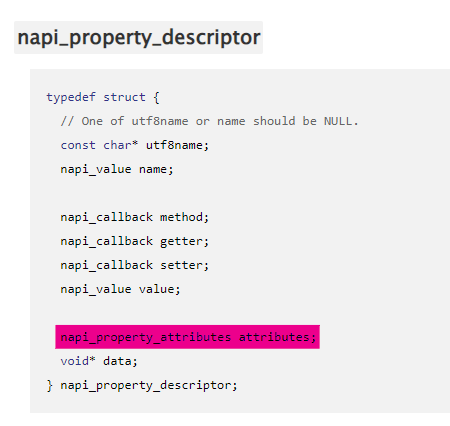 napi_property_descriptor
typedef struct {
// One of utf8name or name should be NULL.
const char* utf8name;
napi_value name;
napi_callback method;
napi_callback getter;
napi_callback setter;
napi_value value;
napi_property_attributes attributes;
void* data;
} napi_property_descriptor;